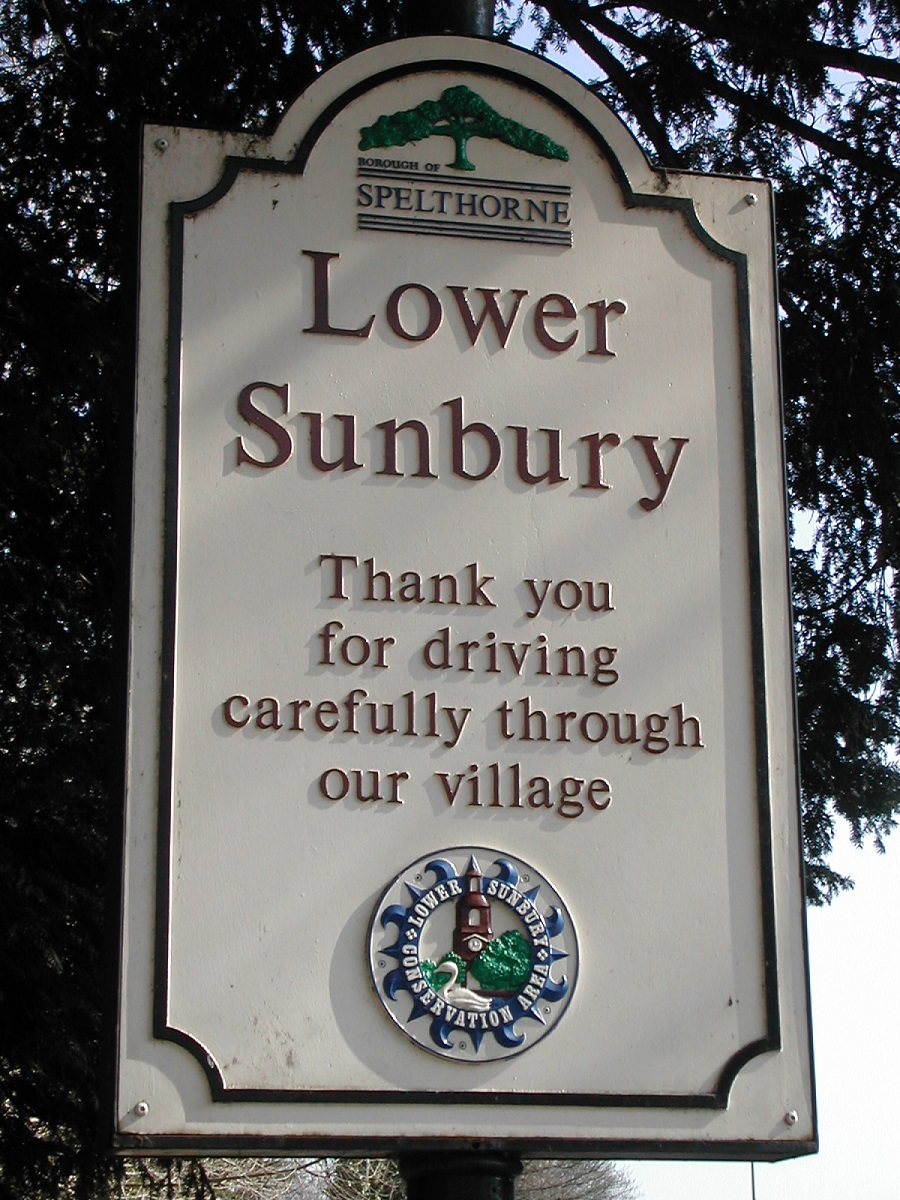 BOROUGH OF
SPELTHORNE
Lower
Sunbury
Thank you
for driving
carefully through
our village
LOWER SUNBURY
CONSERVATION AREA